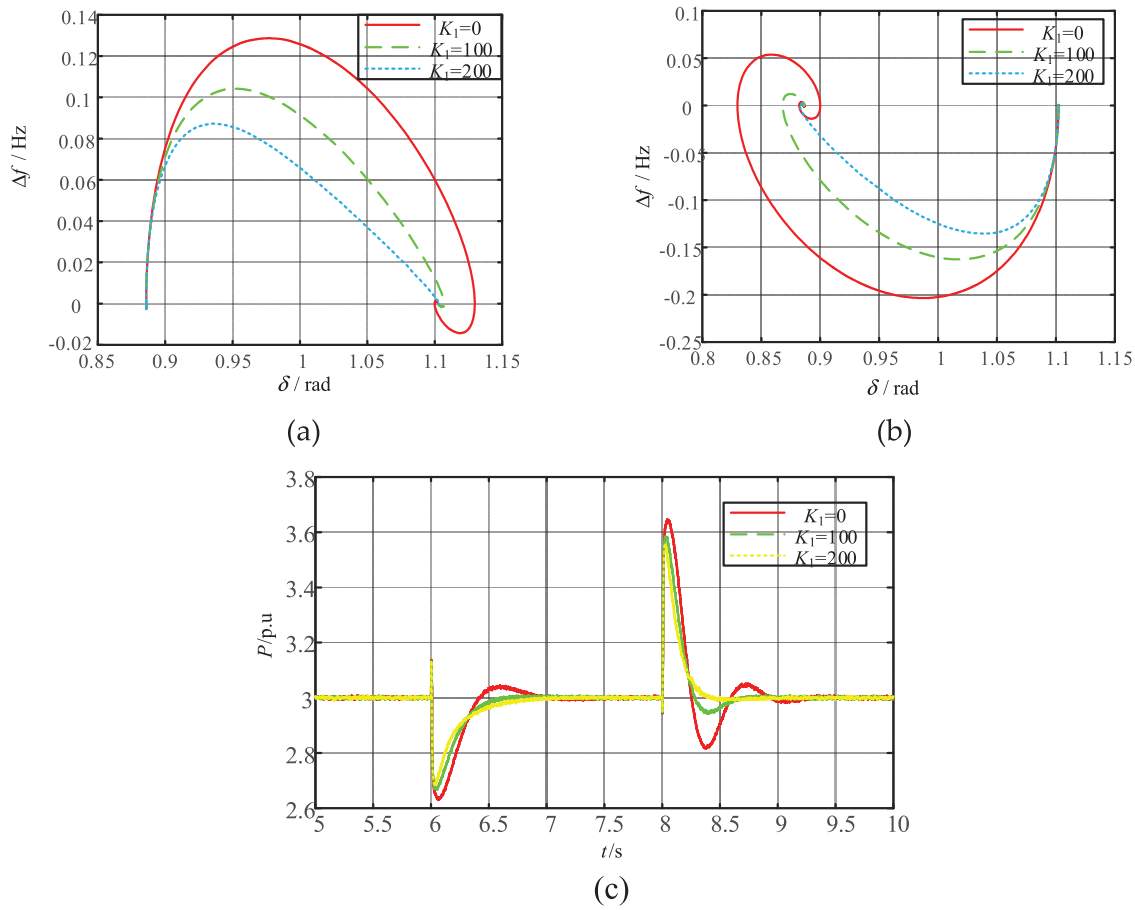 0.14
0.12
0.1
0.08
0.06
0.04
0.02
0
-0.02
Δf / Hz
K₁=0
K₁=100
K₁=200
0.85 0.9 0.95 1 1.05 1.1 1.15
δ / rad
(a)
0.1
0.05
0
-0.05
-0.1
-0.15
-0.2
-0.25
Δf / Hz
K₁=0
K₁=100
K₁=200
0.8 0.85 0.9 0.95 1 1.05 1.1 1.15
δ / rad
(b)
3.8
3.6
3.4
3.2
3
2.8
2.6
P/p.u
K₁=0
K₁=100
K₁=200
5 5.5 6 6.5 7 7.5 8 8.5 9 9.5 10
t/s
(c)